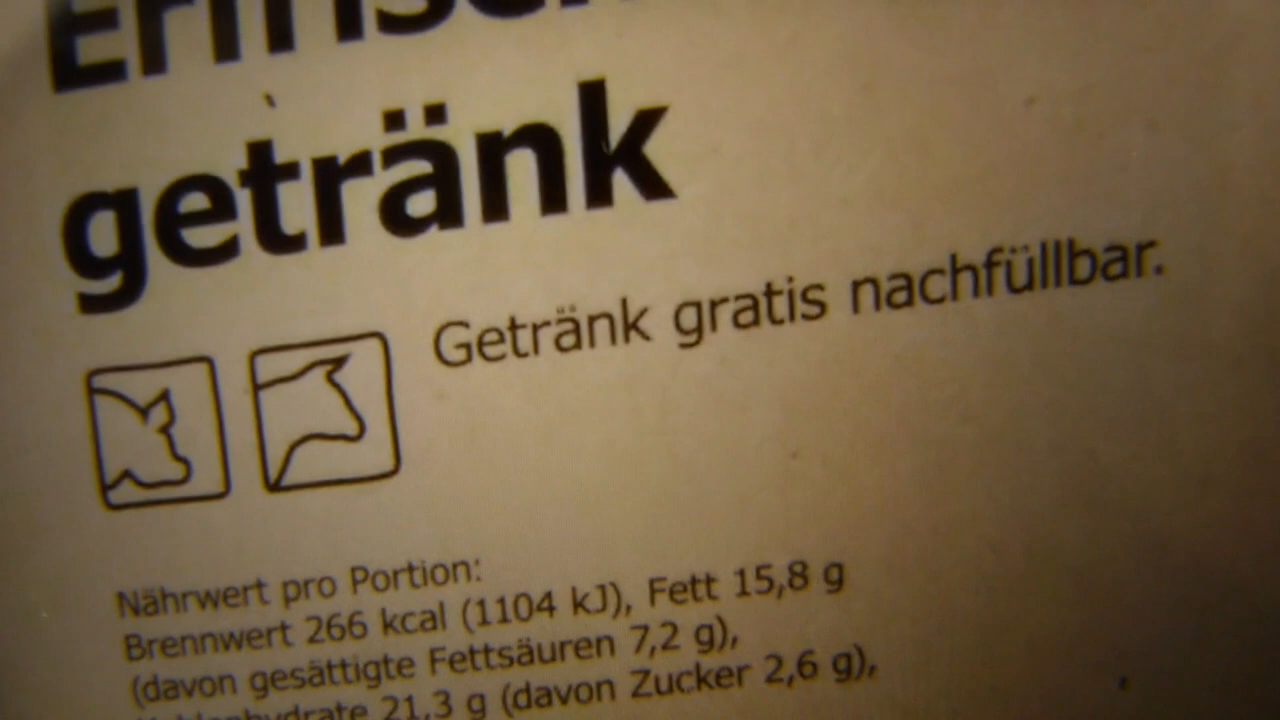 getränk
Getränk gratis nachfüllbar.
Nährwert pro Portion:
Brennwert 266 kcal (1104 kJ), Fett 15,8 g
(davon gesättigte Fettsäuren 7,2 g),
21,3 g (davon Zucker 2,6 g),